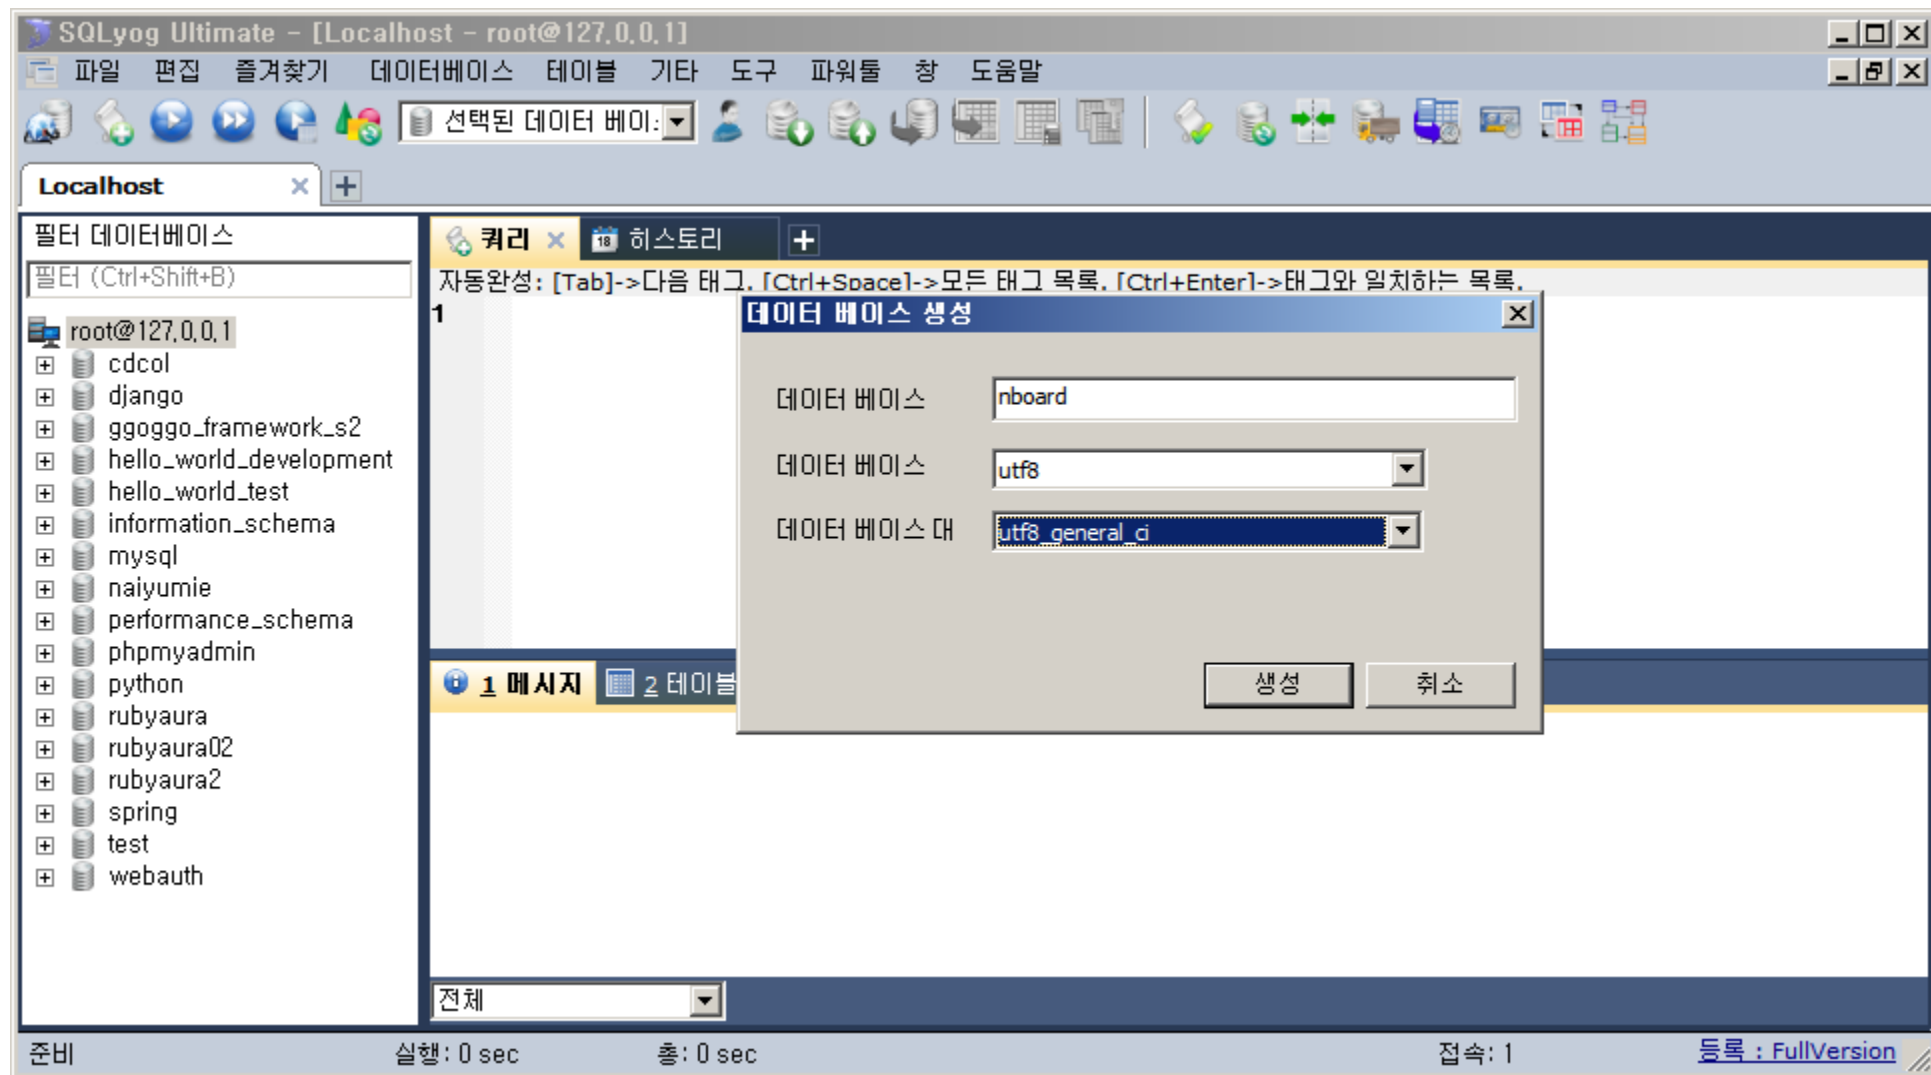 SQLyog Ultimate - [Localhost - root@127.0.0.1]
파일 편집 즐겨찾기 데이터베이스 테이블 기타 도구 파워툴 창 도움말
선택된 데이터 베이
Localhost
필터 데이터베이스
필터 (Ctrl+Shift+B)
root@127.0.0.1
cdcol
django
ggoggo_framework_s2
hello_world_development
hello_world_test
information_schema
mysql
naiyumie
performance_schema
phpmyadmin
python
rubyaura
rubyaura02
rubyaura2
spring
test
webauth
쿼리 18 히스토리
자동완성: [Tab]->다음 태그, [Ctrl+Space]->모든 태그 목록, [Ctrl+Enter]->태그와 일치하는 목록.
1
데이터 베이스 생성
데이터 베이스 nboard
데이터 베이스 utf8
데이터 베이스 대 utf8_general_ci
생성 취소
1 메시지 2 테이블
전체
준비 실행: 0 sec 총: 0 sec 접속: 1 등록 : FullVersion